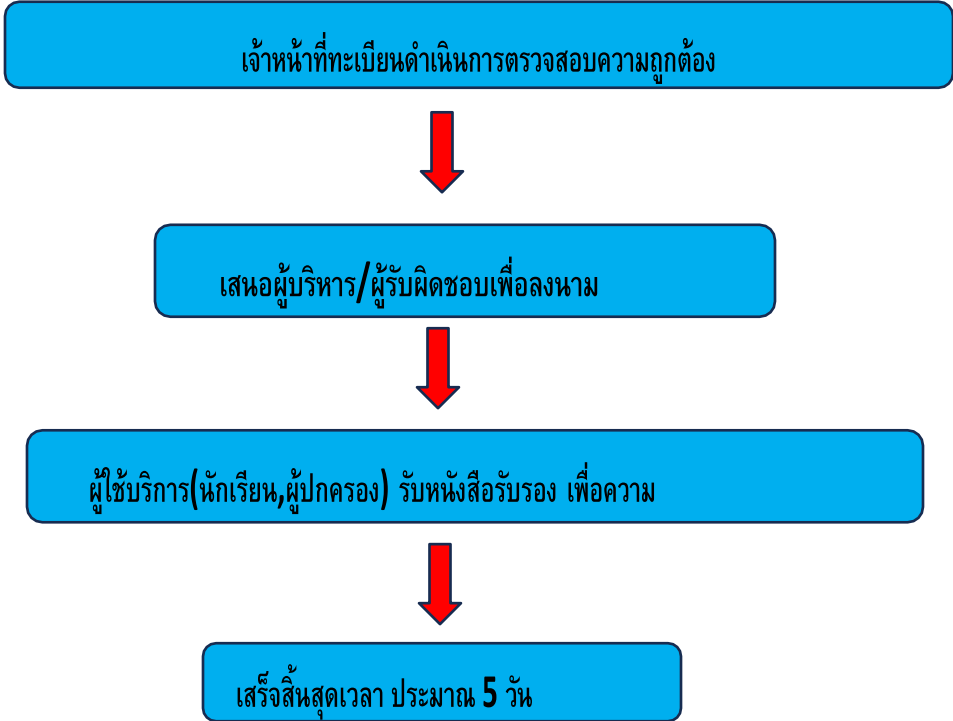 เจ้าหน้าที่ทะเบียนดำเนินการตรวจสอบความถูกต้อง
เสนอผู้บริหาร/ผู้รับผิดชอบเพื่อลงนาม
ผู้ใช้บริการ(นักเรียน,ผู้ปกครอง) รับหนังสือรับรอง เพื่อความ
เสร็จสิ้นสุดเวลา ประมาณ 5 วัน